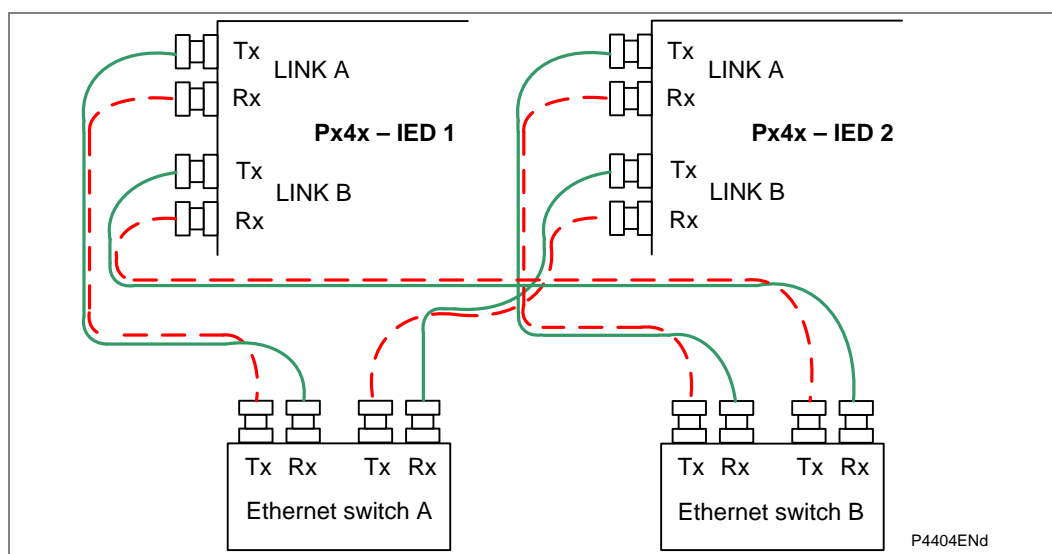 Tx
LINK A
Rx
Px4x – IED 1
Tx
LINK B
Rx
Tx
LINK A
Rx
Px4x – IED 2
Tx
LINK B
Rx
Tx Rx Tx Rx
Ethernet switch A
Tx Rx Tx Rx
Ethernet switch B
P4404ENd